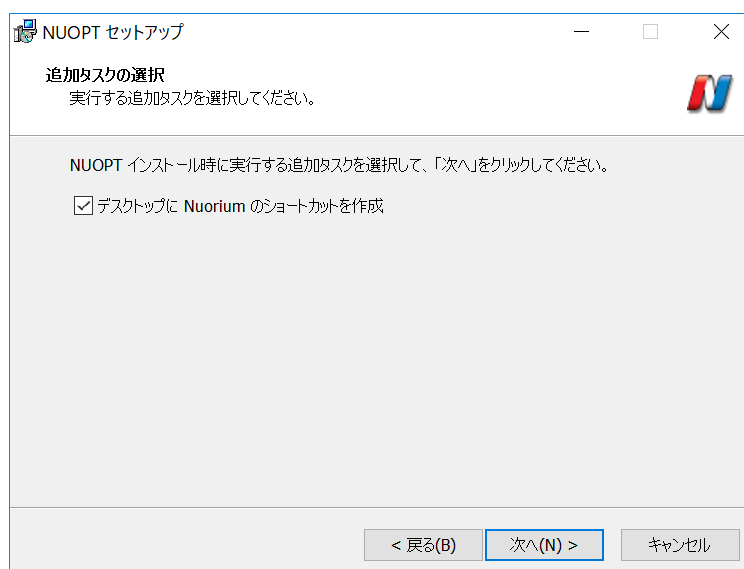 NUOPT セットアップ
追加タスクの選択
実行する追加タスクを選択してください。
NUOPT インストール時に実行する追加タスクを選択して、「次へ」をクリックしてください。
デスクトップに Nuorium のショートカットを作成
< 戻る(B)
次へ(N) >
キャンセル